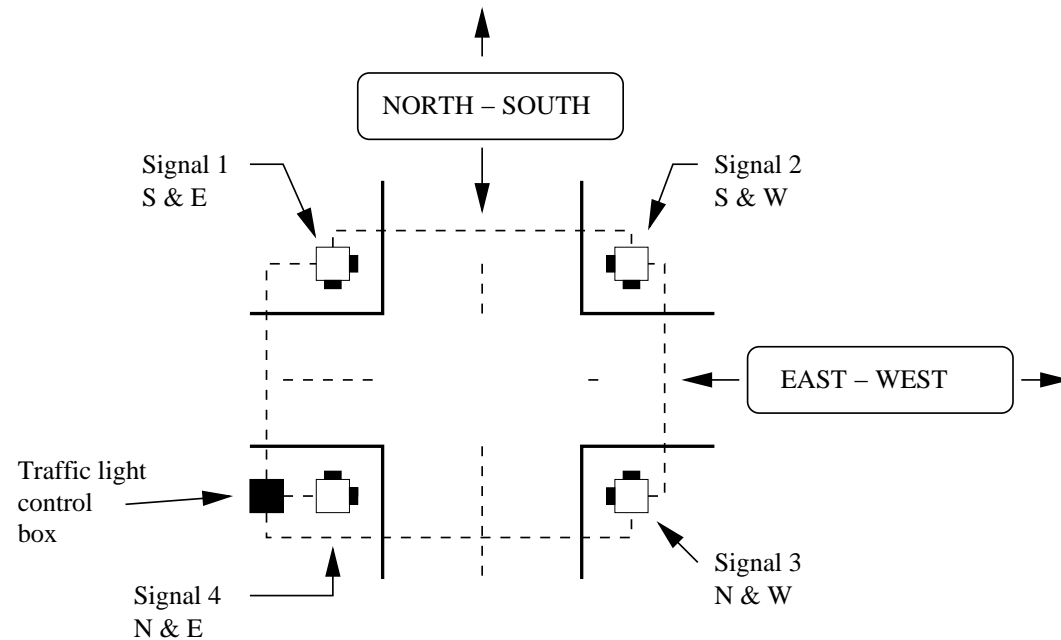 NORTH – SOUTH
Signal 1
S & E
Signal 2
S & W
EAST – WEST
Traffic light
control
box
Signal 3
N & W
Signal 4
N & E